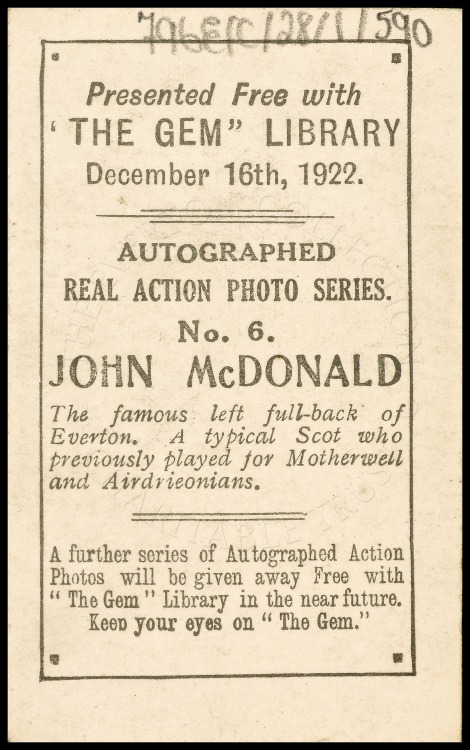 796E/C/28/1/590
Presented Free with
‘THE GEM” LIBRARY
December 16th, 1922.
AUTOGRAPHED
REAL ACTION PHOTO SERIES.
No. 6.
JOHN McDONALD
The famous left full-back of
Everton. A typical Scot who
previously played for Motherwell
and Airdrieonians.
A further series of Autographed Action
Photos will be given away Free with
“ The Gem ” Library in the near future.
Keep your eyes on “ The Gem.”